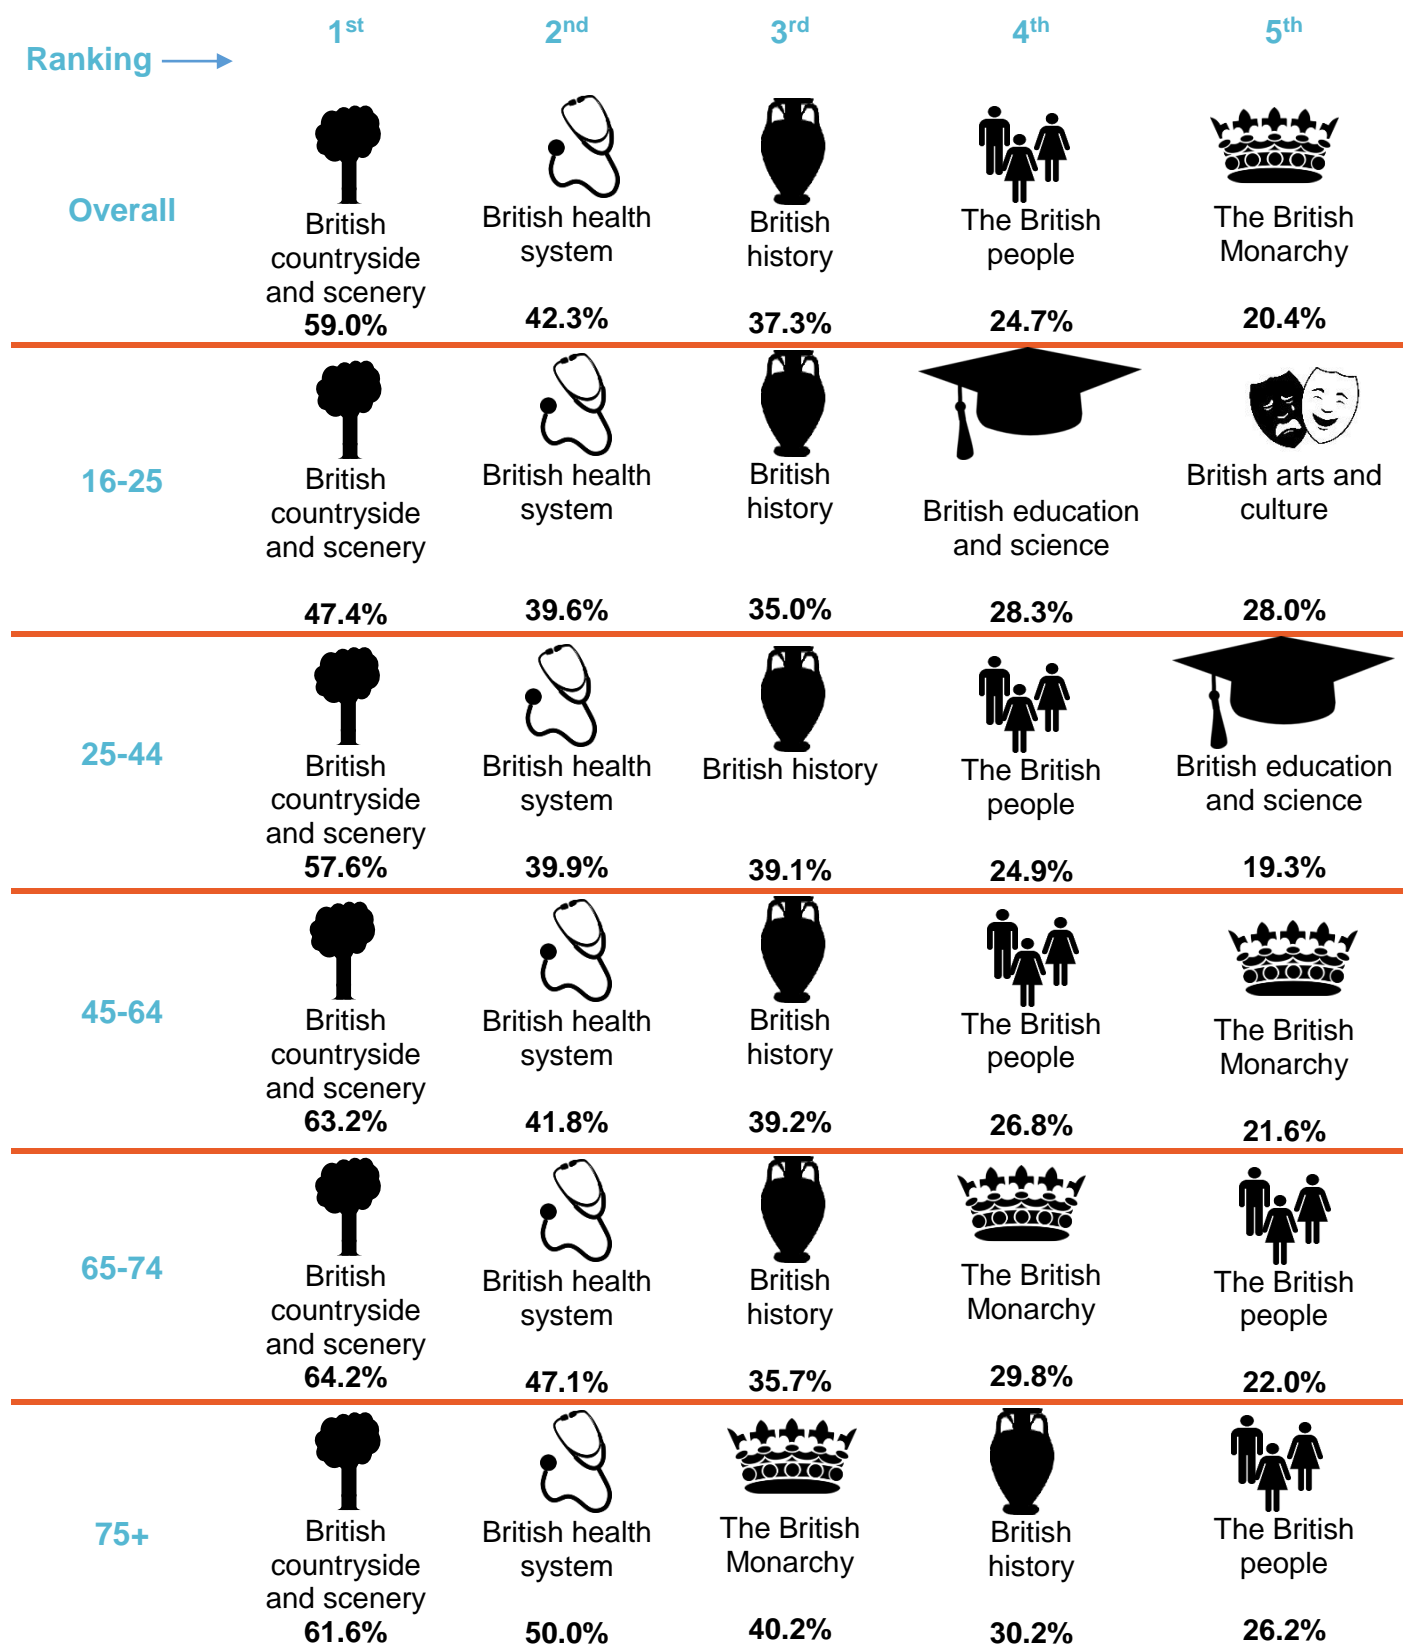 1st 2nd 3rd 4th 5th
Ranking
Overall
British
countryside
and scenery
59.0%
British health
system
42.3%
British
history
37.3%
The British
people
24.7%
The British
Monarchy
20.4%
16-25
British
countryside
and scenery
47.4%
British health
system
39.6%
British
history
35.0%
British education
and science
28.3%
British arts and
culture
28.0%
25-44
British
countryside
and scenery
57.6%
British health
system
39.9%
British history
39.1%
The British
people
24.9%
British education
and science
19.3%
45-64
British
countryside
and scenery
63.2%
British health
system
41.8%
British
history
39.2%
The British
people
26.8%
The British
Monarchy
21.6%
65-74
British
countryside
and scenery
64.2%
British health
system
47.1%
British
history
35.7%
The British
Monarchy
29.8%
The British
people
22.0%
75+
British
countryside
and scenery
61.6%
British health
system
50.0%
The British
Monarchy
40.2%
British
history
30.2%
The British
people
26.2%